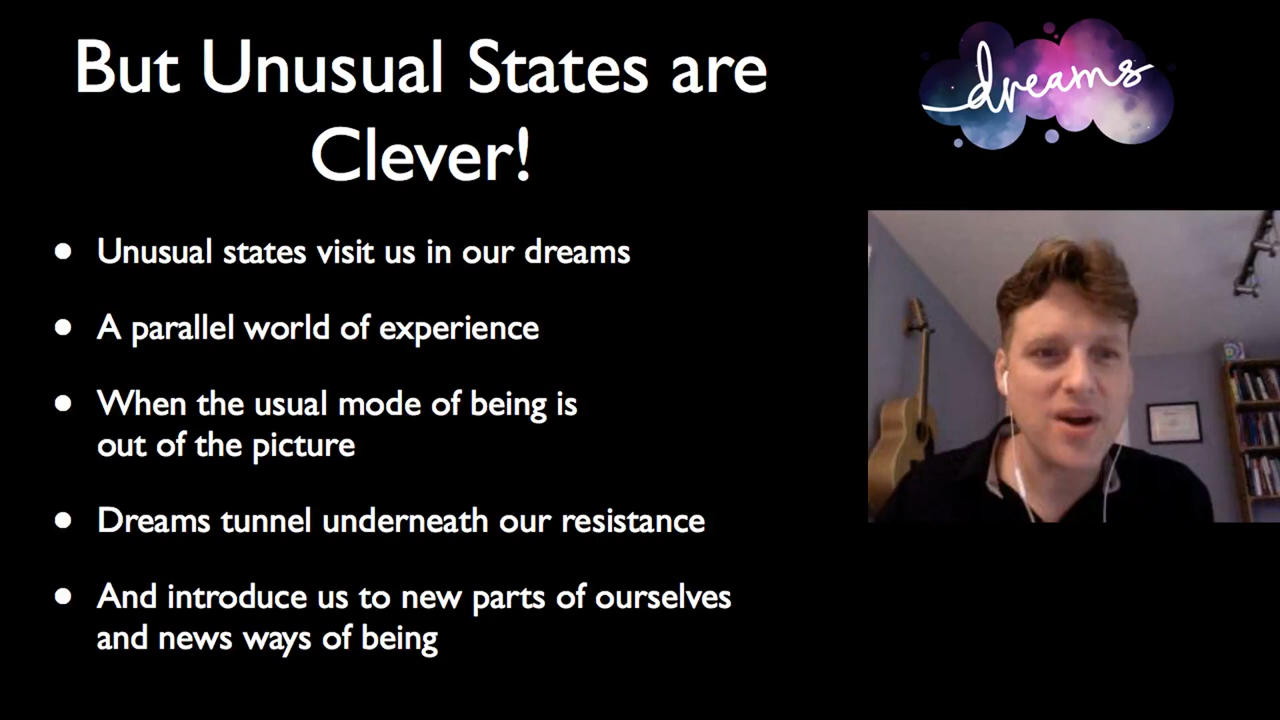 But Unusual States are
Clever!
dreams
● Unusual states visit us in our dreams
● A parallel world of experience
● When the usual mode of being is
out of the picture
● Dreams tunnel underneath our resistance
● And introduce us to new parts of ourselves
and news ways of being